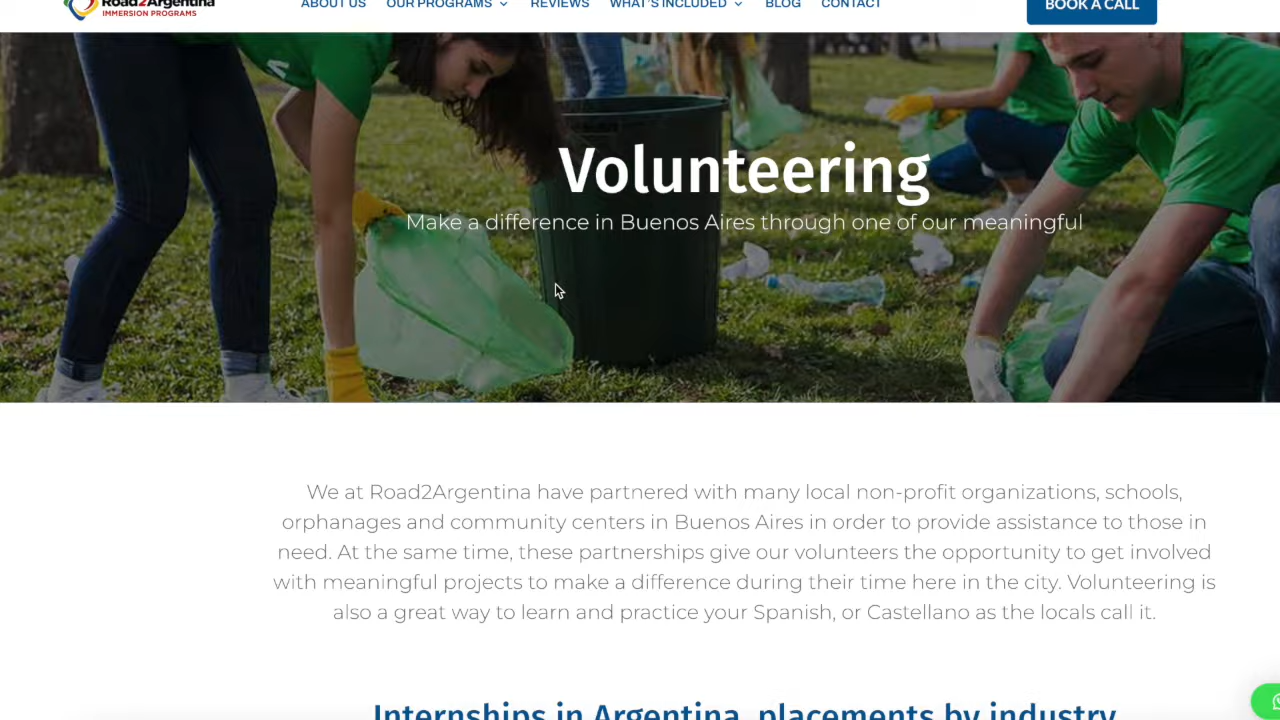 Road2Argentina
IMMERSION PROGRAMS
ABOUT US OUR PROGRAMS REVIEWS WHAT'S INCLUDED BLOG CONTACT BOOK A CALL
Volunteering
Make a difference in Buenos Aires through one of our meaningful
We at Road2Argentina have partnered with many local non-profit organizations, schools,
orphanages and community centers in Buenos Aires in order to provide assistance to those in
need. At the same time, these partnerships give our volunteers the opportunity to get involved
with meaningful projects to make a difference during their time here in the city. Volunteering is
also a great way to learn and practice your Spanish, or Castellano as the locals call it.
Internships in Argentina, placements by industry